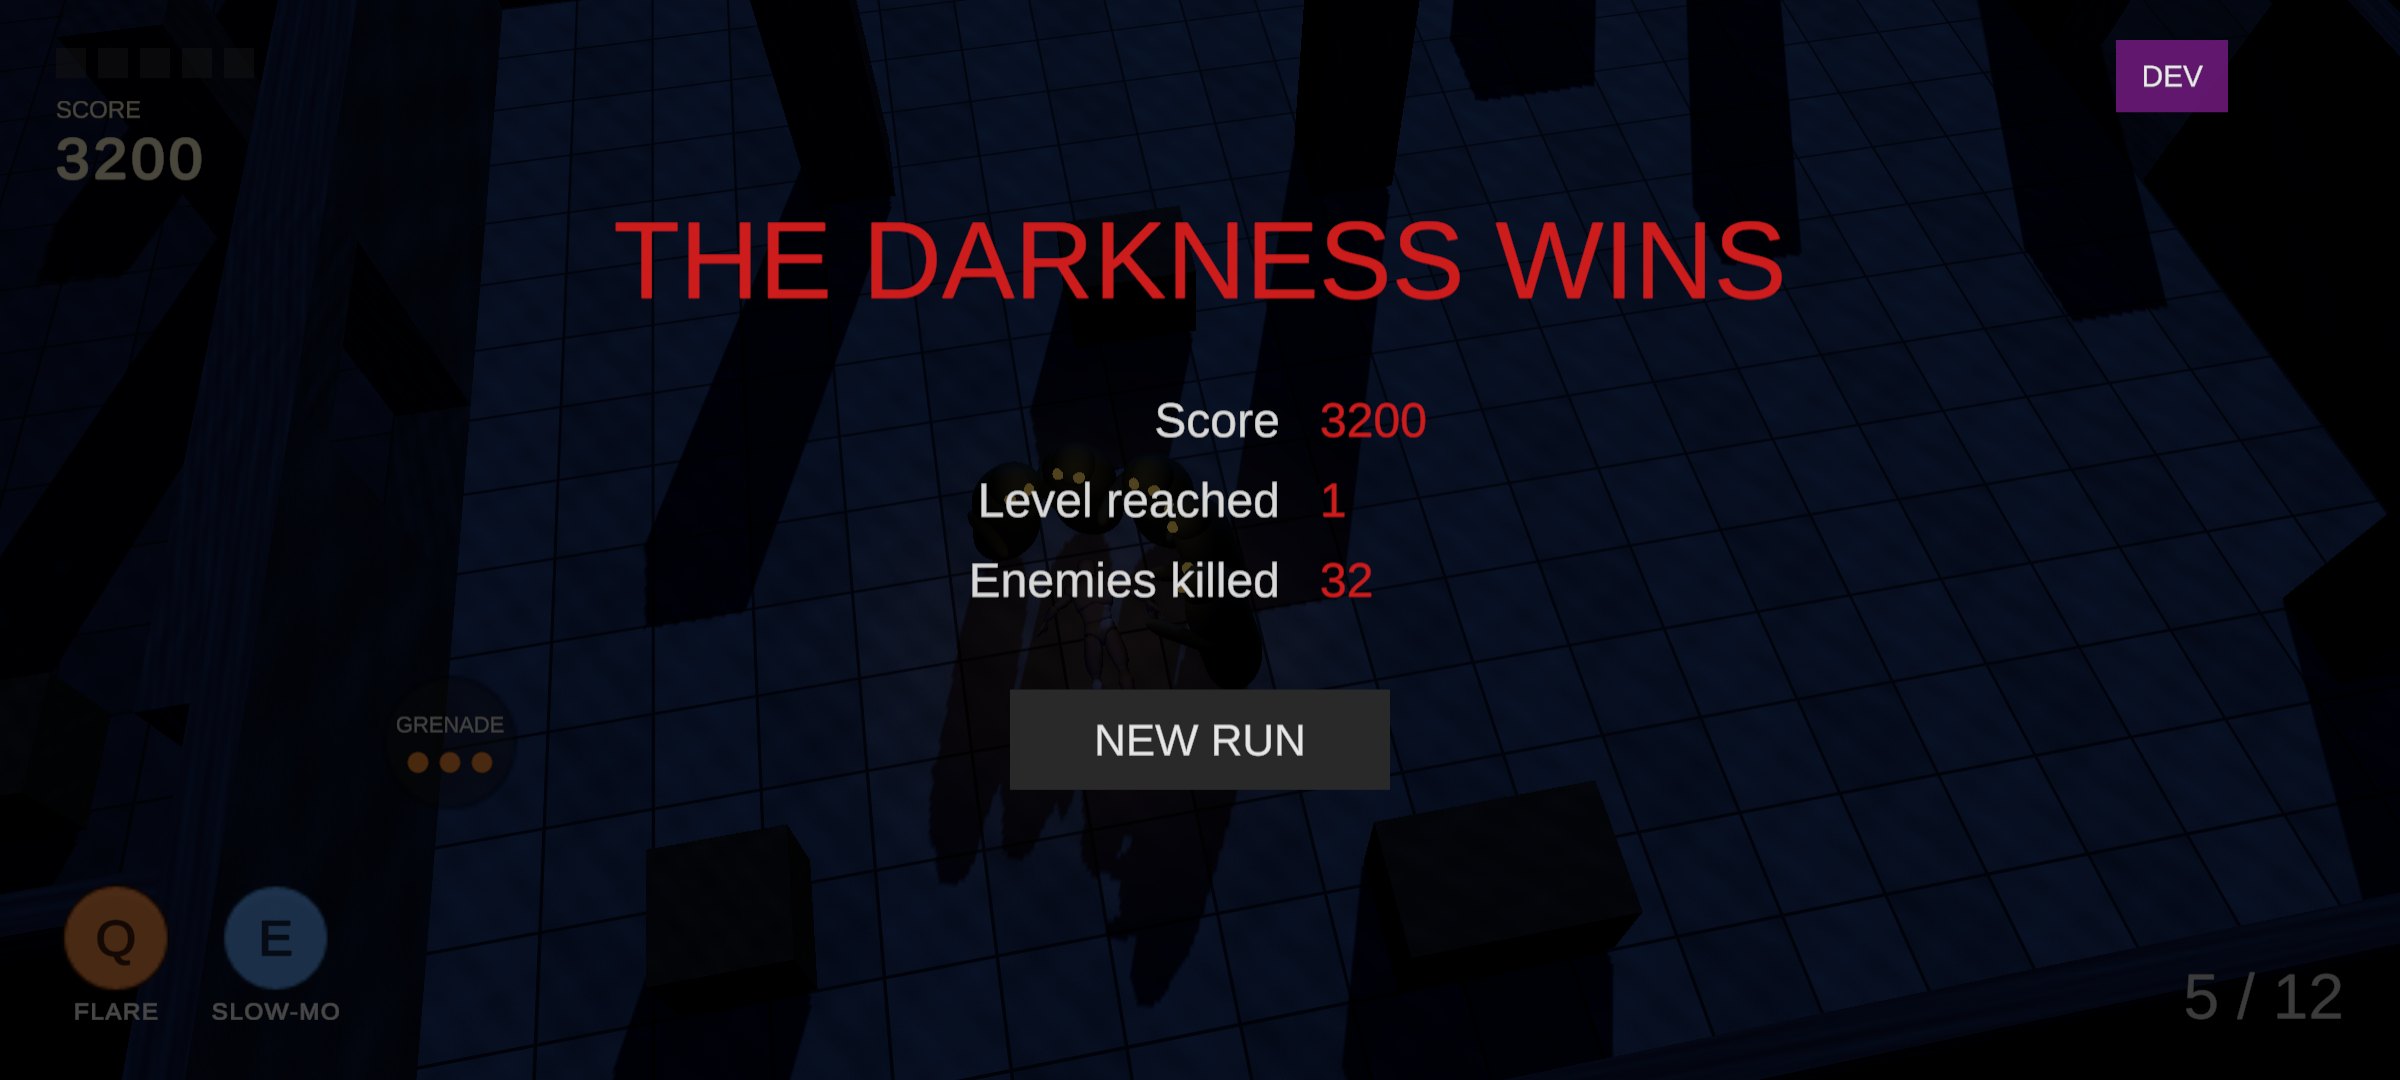 SCORE
3200
DEV
THE DARKNESS WINS
Score 3200
Level reached 1
Enemies killed 32
GRENADE
NEW RUN
Q E
FLARE SLOW-MO
5 / 12